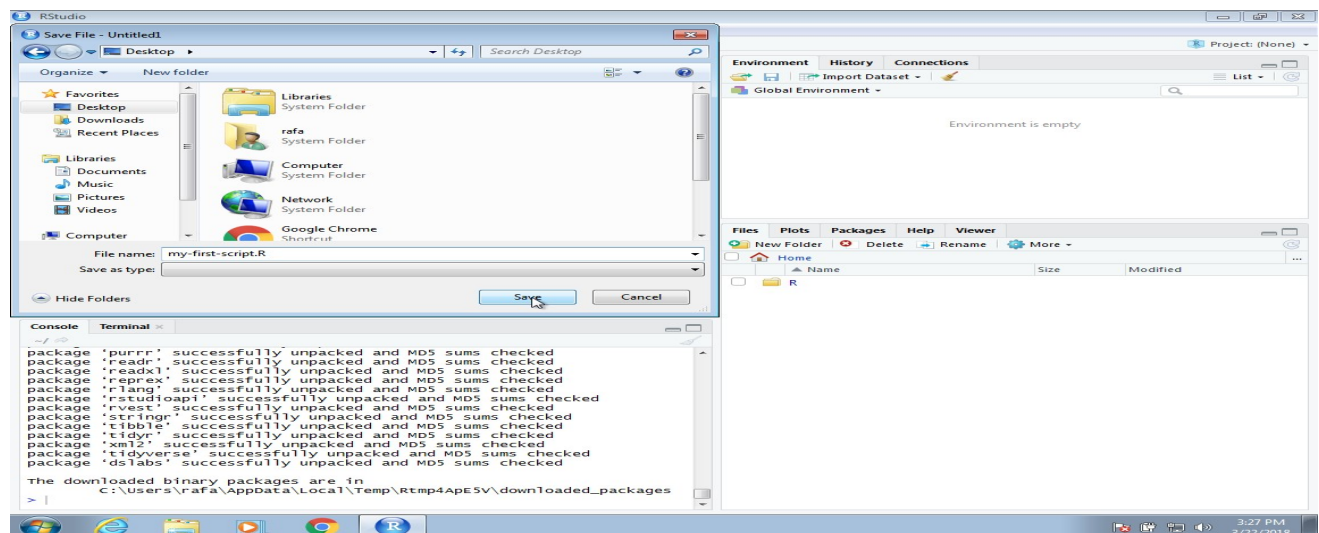 RStudio
Save File - Untitled1
Desktop
Search Desktop
Organize
New folder
Favorites
Desktop
Downloads
Recent Places
Libraries
Documents
Music
Pictures
Videos
Computer
Libraries
System Folder
rafa
System Folder
Computer
System Folder
Network
System Folder
Google Chrome
Shortcut
File name: my-first-script.R
Save as type:
Hide Folders
Save
Cancel
Project: (None)
Environment History Connections
Import Dataset
List
Global Environment
Environment is empty
Files Plots Packages Help Viewer
New Folder Delete Rename More
Home
...
Name Size Modified
R
Console Terminal
~/
package 'purrr' successfully unpacked and MD5 sums checked
package 'readr' successfully unpacked and MD5 sums checked
package 'readxl' successfully unpacked and MD5 sums checked
package 'reprex' successfully unpacked and MD5 sums checked
package 'rlang' successfully unpacked and MD5 sums checked
package 'rstudioapi' successfully unpacked and MD5 sums checked
package 'rvest' successfully unpacked and MD5 sums checked
package 'stringr' successfully unpacked and MD5 sums checked
package 'tibble' successfully unpacked and MD5 sums checked
package 'tidyr' successfully unpacked and MD5 sums checked
package 'xml2' successfully unpacked and MD5 sums checked
package 'tidyverse' successfully unpacked and MD5 sums checked
package 'dslabs' successfully unpacked and MD5 sums checked
The downloaded binary packages are in
C:\Users\rafa\AppData\Local\Temp\Rtmp4ApE5V\downloaded_packages
>
3:27 PM